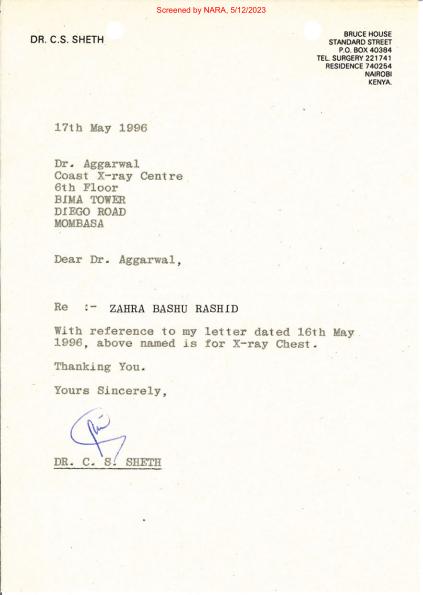 Screened by NARA, 5/12/2023
DR. C.S. SHETH
BRUCE HOUSE
STANDARD STREET
P.O. BOX 40384
TEL. SURGERY 221741
RESIDENCE 740254
NAIROBI
KENYA.
17th May 1996
Dr. Aggarwal
Coast X-ray Centre
6th Floor
BIMA TOWER
DIEGO ROAD
MOMBASA
Dear Dr. Aggarwal,
Re :- ZAHRA BASHU RASHID
With reference to my letter dated 16th May
1996, above named is for X-ray Chest.
Thanking You.
Yours Sincerely,
DR. C. S. SHETH